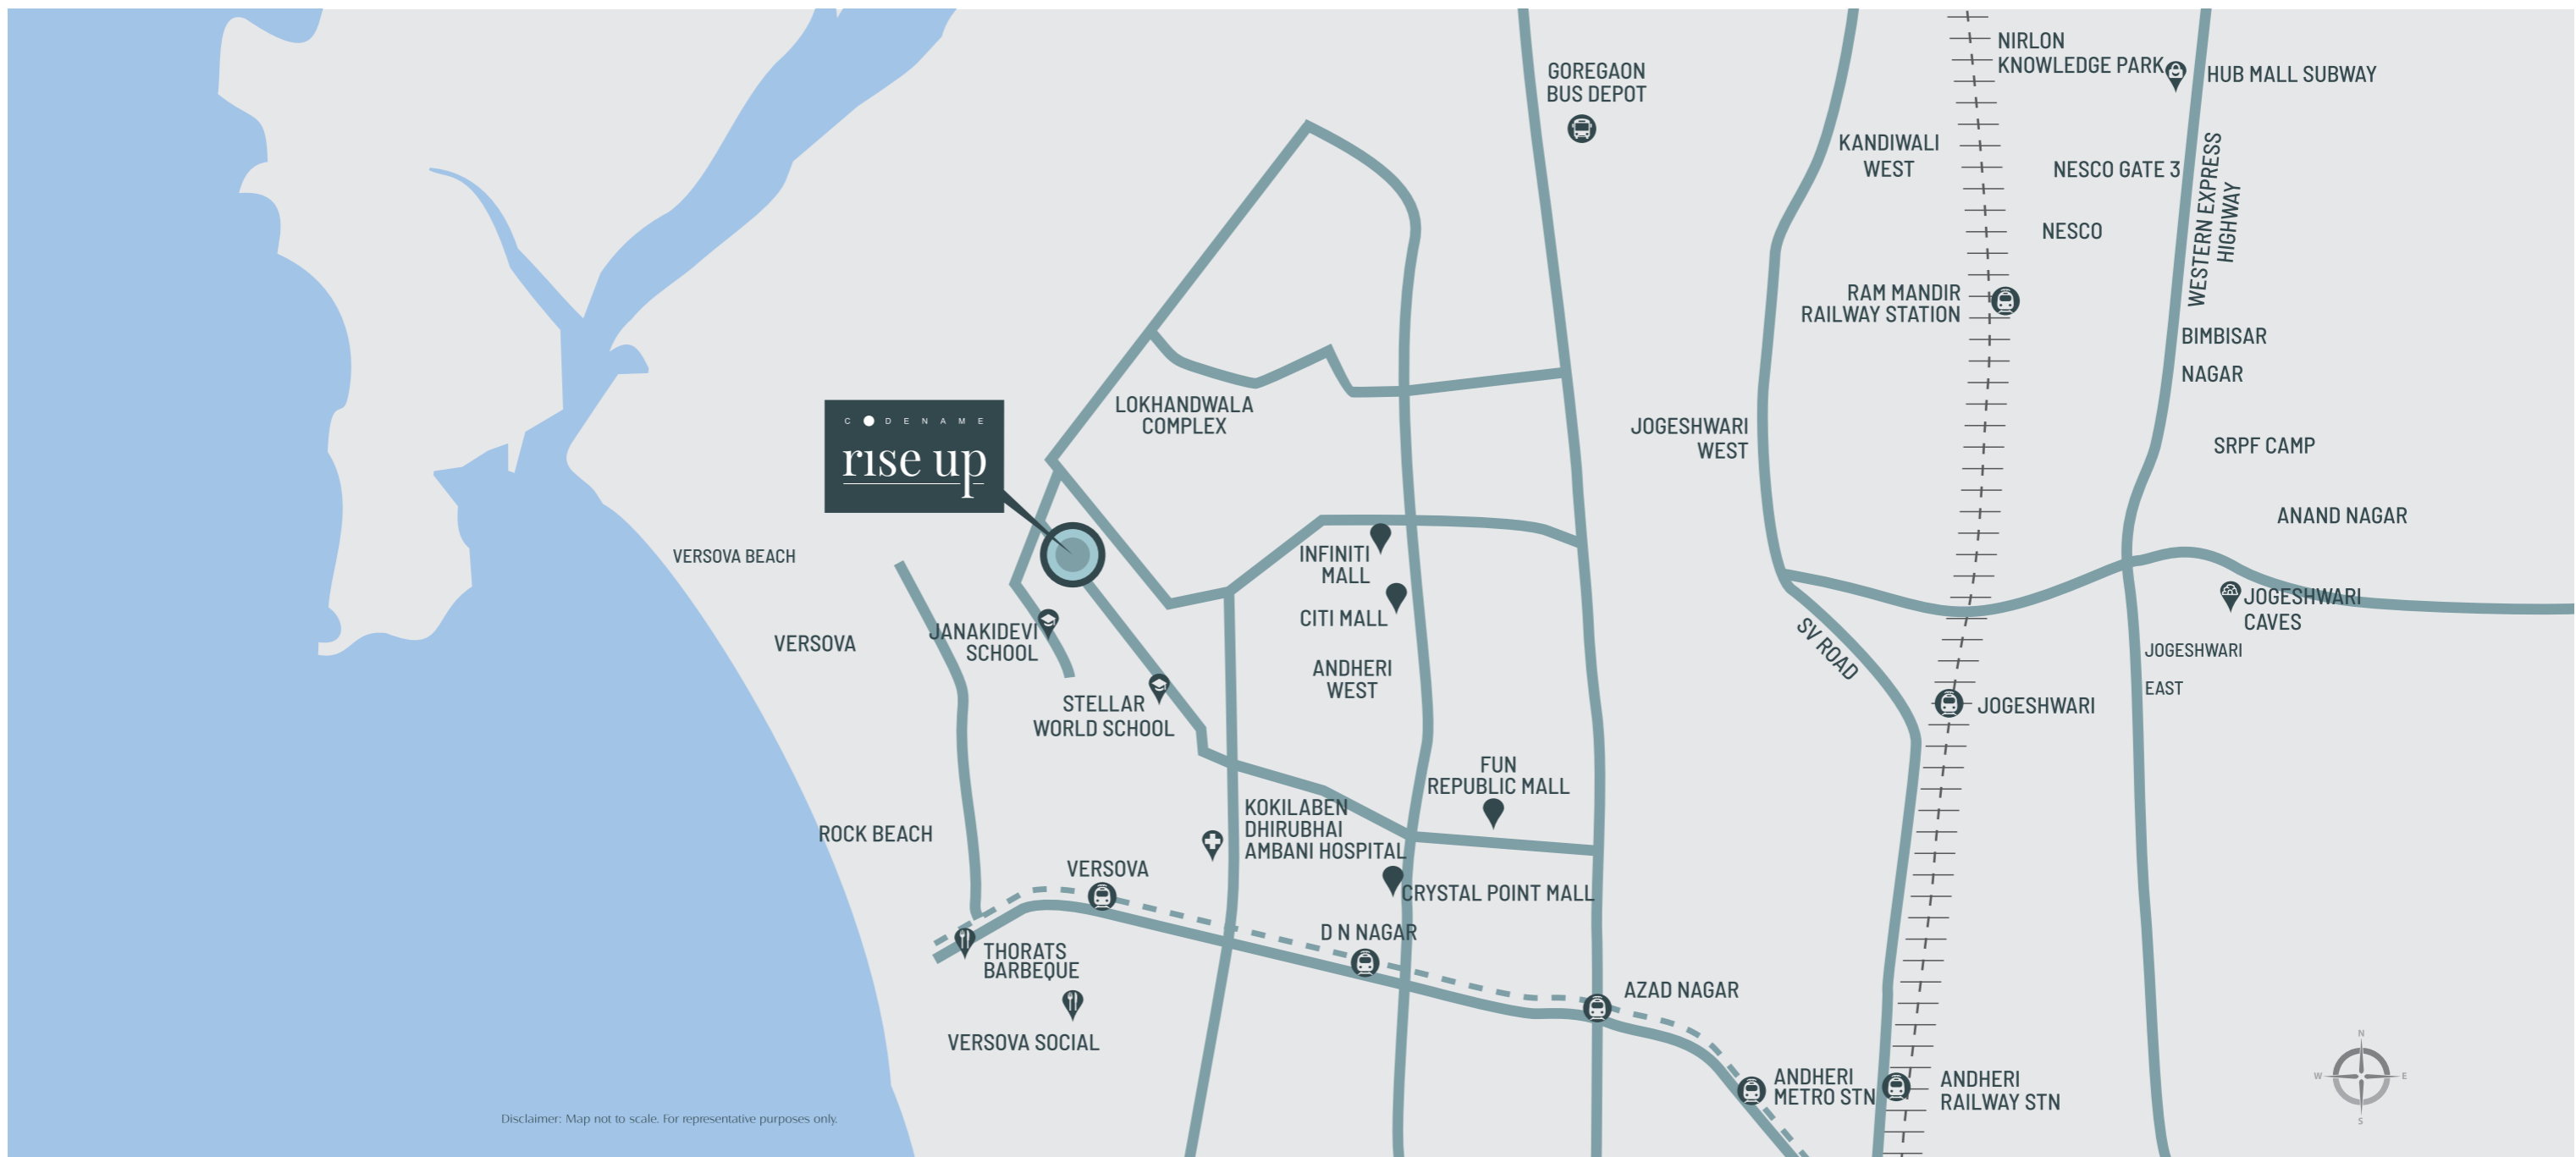 NIRLON
KNOWLEDGE PARK
HUB MALL SUBWAY
GOREGAON
BUS DEPOT
KANDIWALI
WEST
NESCO GATE 3
WESTERN EXPRESS
HIGHWAY
NESCO
RAM MANDIR
RAILWAY STATION
BIMBISAR
NAGAR
LOKHANDWALA
COMPLEX
CODENAME
rise up
JOGESHWARI
WEST
SRPF CAMP
ANAND NAGAR
VERSOVA BEACH
INFINITI
MALL
CITI MALL
JOGESHWARI
CAVES
VERSOVA
JANAKIDEVI
SCHOOL
SV ROAD
JOGESHWARI
EAST
ANDHERI
WEST
STELLAR
WORLD SCHOOL
JOGESHWARI
FUN
REPUBLIC MALL
KOKILABEN
DHIRUBHAI
AMBANI HOSPITAL
ROCK BEACH
VERSOVA
CRYSTAL POINT MALL
D N NAGAR
THORATS
BARBEQUE
AZAD NAGAR
VERSOVA SOCIAL
ANDHERI
METRO STN
ANDHERI
RAILWAY STN
N
W E
S
Disclaimer: Map not to scale. For representative purposes only.